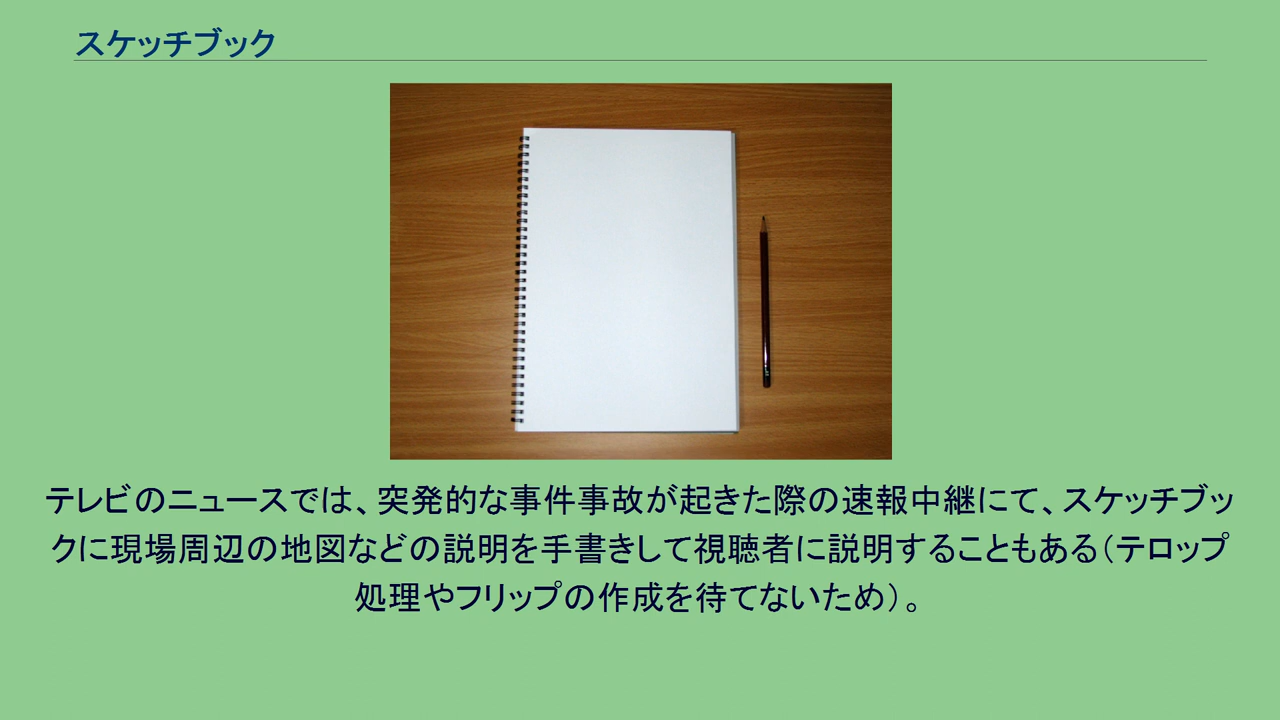 スケッチブック
テレビのニュースでは、突発的な事件事故が起きた際の速報中継にて、スケッチブッ
クに現場周辺の地図などの説明を手書きして視聴者に説明することもある（テロップ
処理やフリップの作成を待てないため）。